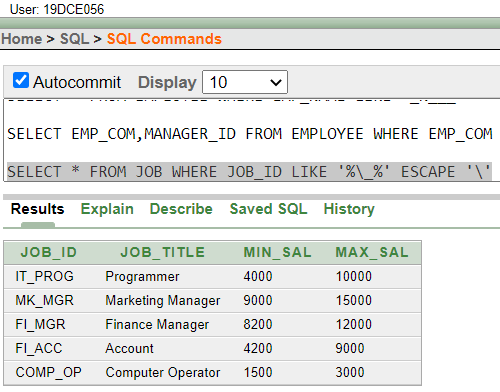 User: 19DCE056
Home > SQL > SQL Commands
Autocommit Display 10
SELECT EMP_COM,MANAGER_ID FROM EMPLOYEE WHERE EMP_COM
SELECT * FROM JOB WHERE JOB_ID LIKE '%\_%' ESCAPE '\'
Results Explain Describe Saved SQL History
JOB_ID JOB_TITLE MIN_SAL MAX_SAL
IT_PROG Programmer 4000 10000
MK_MGR Marketing Manager 9000 15000
FI_MGR Finance Manager 8200 12000
FI_ACC Account 4200 9000
COMP_OP Computer Operator 1500 3000